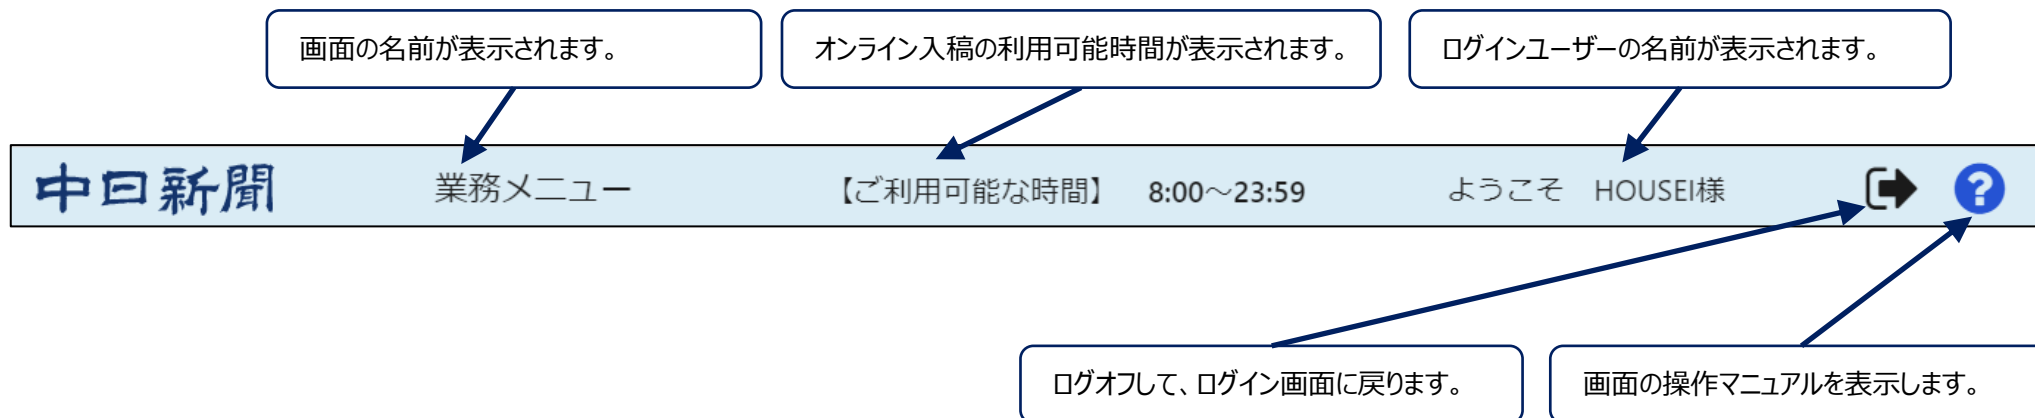 画面の名前が表示されます。
オンライン入稿の利用可能時間が表示されます。
ログインユーザーの名前が表示されます。
中日新聞 業務メニュー 【ご利用可能な時間】 8:00～23:59 ようこそ HOUSEI様
ログオフして、ログイン画面に戻ります。
画面の操作マニュアルを表示します。